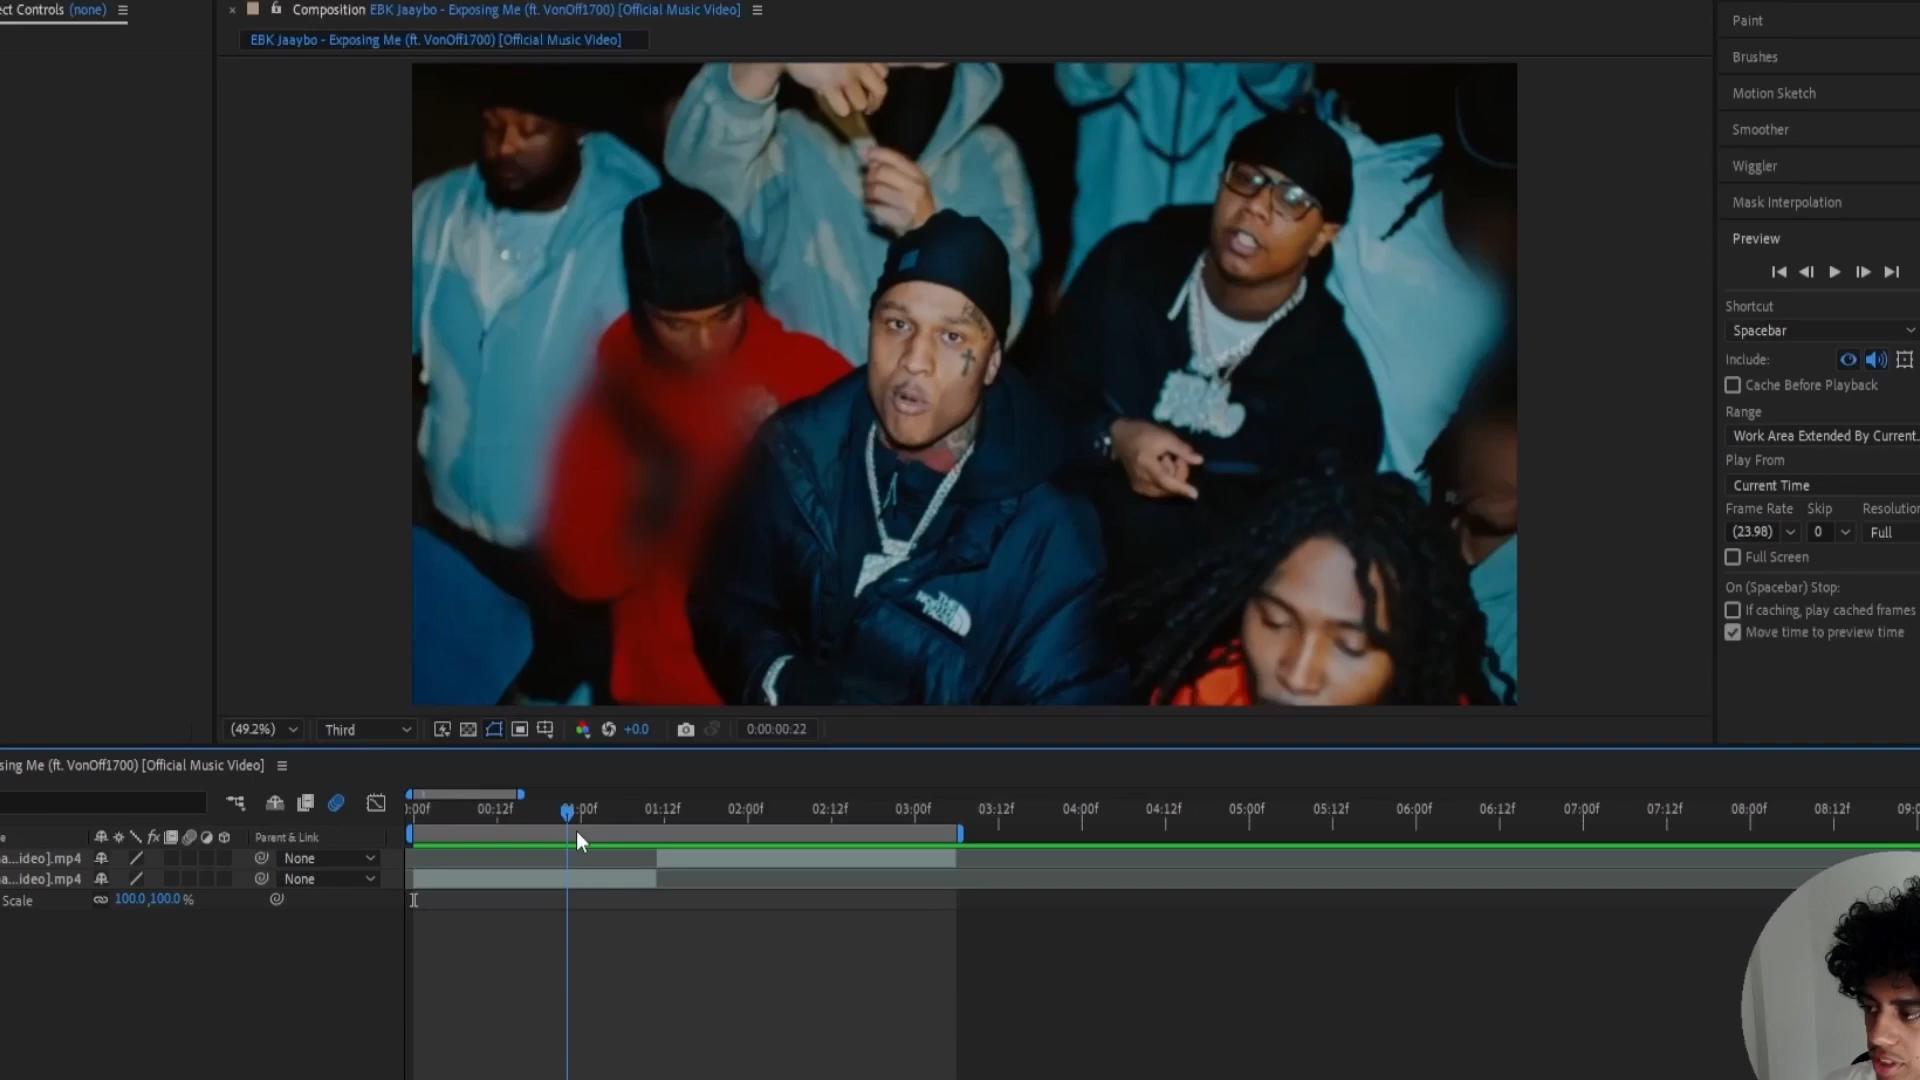 ect Controls (none)
Composition EBK Jaaybo - Exposing Me (ft. VonOff1700) [Official Music Video]
EBK Jaaybo - Exposing Me (ft. VonOff1700) [Official Music Video]
Paint
Brushes
Motion Sketch
Smoother
Wiggler
Mask Interpolation
Preview
Shortcut
Spacebar
Include:
Cache Before Playback
Range
Work Area Extended By Current...
Play From
Current Time
Frame Rate Skip Resolution
(23.98) 0 Full
Full Screen
On (Spacebar) Stop:
If caching, play cached frames
Move time to preview time
THE NORTH FACE
(49.2%) Third +0.0 0:00:00:22
sing Me (ft. VonOff1700) [Official Music Video]
):00f 00:12f 01:00f 01:12f 02:00f 02:12f 03:00f 03:12f 04:00f 04:12f 05:00f 05:12f 06:00f 06:12f 07:00f 07:12f 08:00f 08:12f 09:0
e fx Parent & Link
a...ideo].mp4 None
a...ideo].mp4 None
Scale 100.0,100.0 %